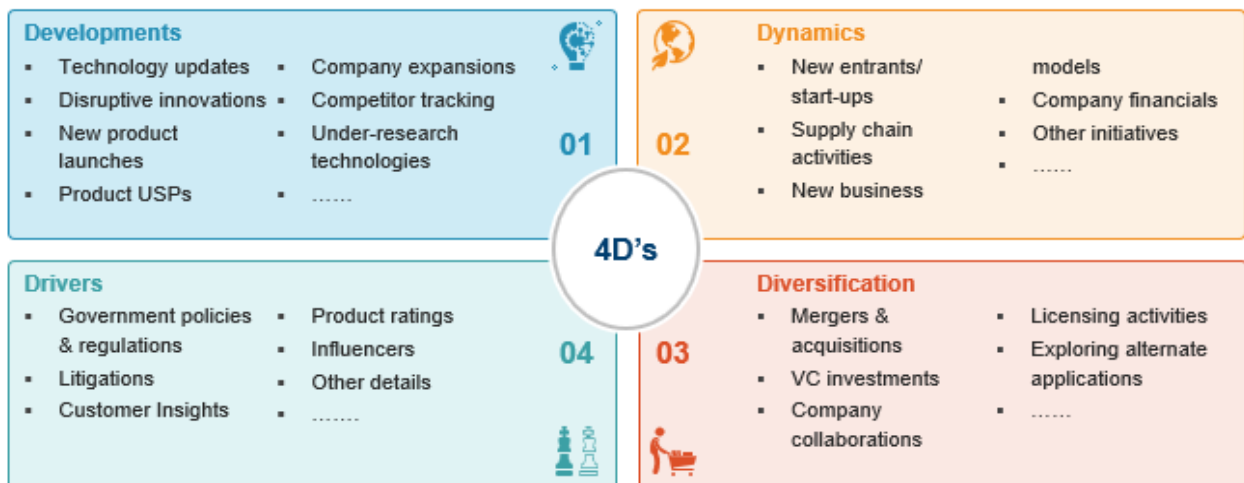 Developments
Technology updates
Disruptive innovations
New product
launches
Product USPs
Company expansions
Competitor tracking
Under-research
technologies
……
01
02
Dynamics
New entrants/
start-ups
Supply chain
activities
New business
models
Company financials
Other initiatives
……
4D's
Drivers
Government policies
& regulations
Litigations
Customer Insights
Product ratings
Influencers
Other details
…….
04
03
Diversification
Mergers &
acquisitions
VC investments
Company
collaborations
Licensing activities
Exploring alternate
applications
……